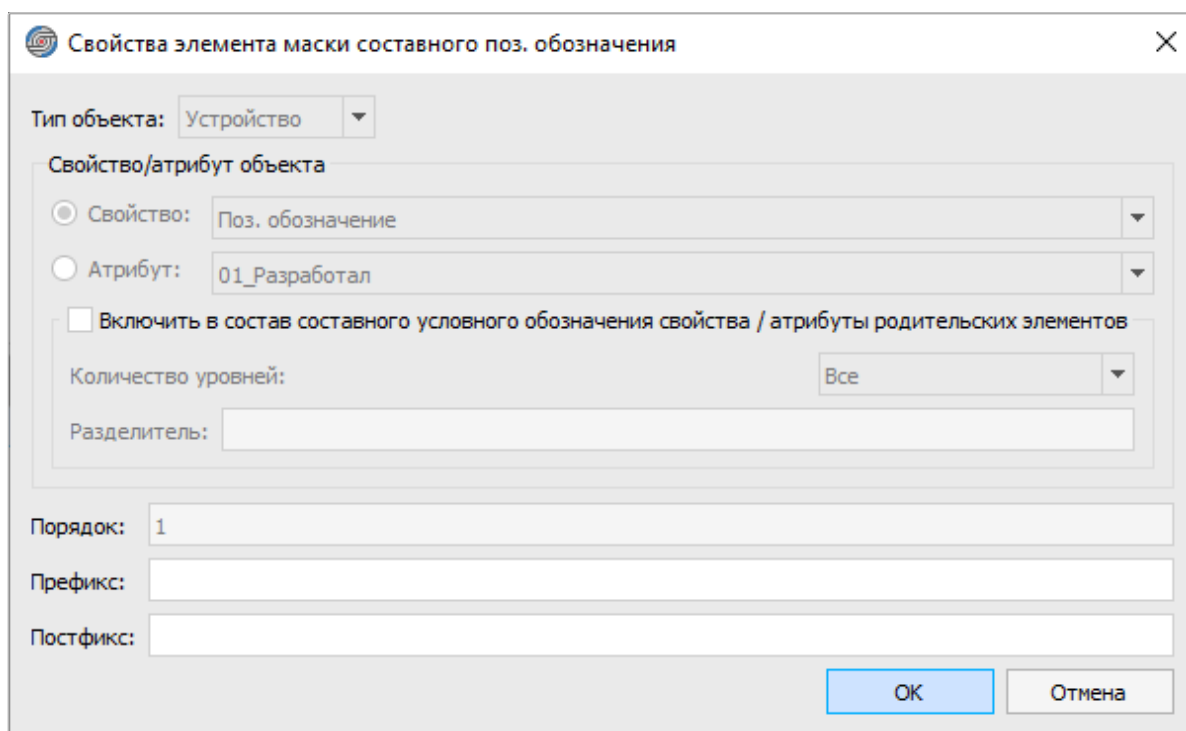 Свойства элемента маски составного поз. обозначения
Тип объекта: Устройство
Свойство/атрибут объекта
Свойство: Поз. обозначение
Атрибут: 01_Разработал
Включить в состав составного условного обозначения свойства / атрибуты родительских элементов
Количество уровней: Все
Разделитель:
Порядок: 1
Префикс:
Постфикс:
OK Отмена